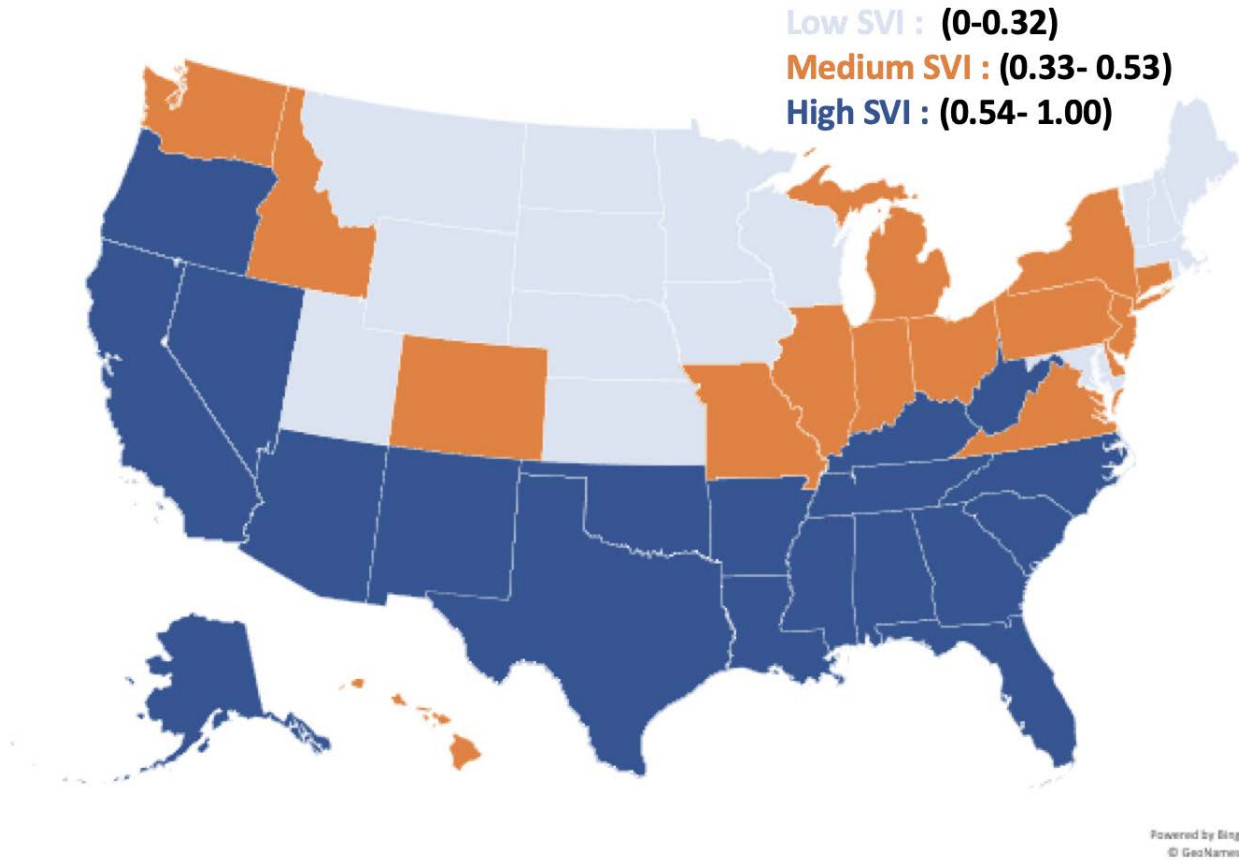 Low SVI : (0-0.32)
Medium SVI : (0.33- 0.53)
High SVI : (0.54- 1.00)
Powered by Bing
© GeoNames